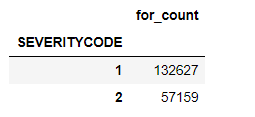 for_count
SEVERITYCODE
1 132627
2 57159